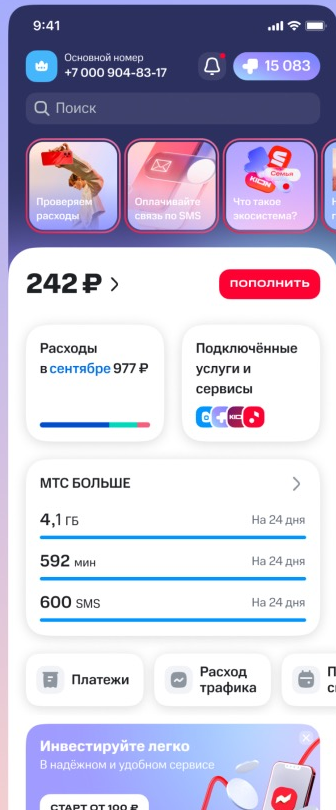 9:41
Основной номер
+7 000 904-83-17
15 083
Поиск
Проверяем
расходы
Оплачивайте
связь по SMS
Семья
KION
Что такое
экосистема?
242 ₽
ПОПОЛНИТЬ
Расходы
в сентябре 977 ₽
Подключённые
услуги и
сервисы
МТС БОЛЬШЕ
4,1 ГБ
На 24 дня
592 мин
На 24 дня
600 SMS
На 24 дня
Платежи
Расход
трафика
Инвестируйте легко
В надёжном и удобном сервисе
СТАРТ ОТ 100 ₽